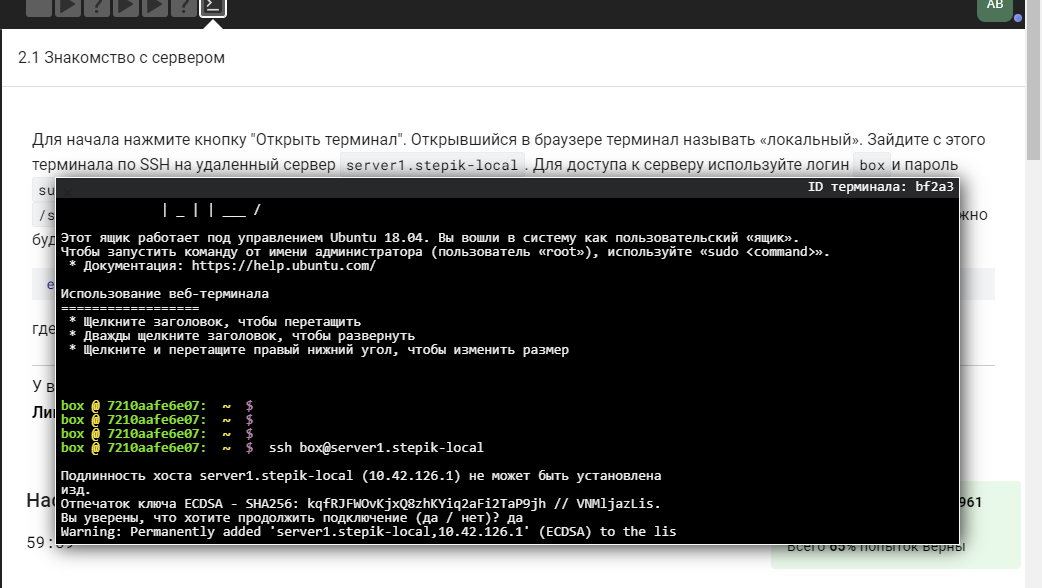 AB
2.1 Знакомство с сервером
Для начала нажмите кнопку "Открыть терминал". Открывшийся в браузере терминал называть «локальный». Зайдите с этого
терминала по SSH на удаленный сервер server1.stepik-local . Для доступа к серверу используйте логин box и пароль
ID терминала: bf2a3
| _ | | ___ /
Этот ящик работает под управлением Ubuntu 18.04. Вы вошли в систему как пользовательский «ящик».
Чтобы запустить команду от имени администратора (пользователь «root»), используйте «sudo <command>».
* Документация: https://help.ubuntu.com/
Использование веб-терминала
==================
* Щелкните заголовок, чтобы перетащить
* Дважды щелкните заголовок, чтобы развернуть
* Щелкните и перетащите правый нижний угол, чтобы изменить размер
где
У в
box @ 7210aafe6e07: ~ $
box @ 7210aafe6e07: ~ $
box @ 7210aafe6e07: ~ $
box @ 7210aafe6e07: ~ $ ssh box@server1.stepik-local
Подлинность хоста server1.stepik-local (10.42.126.1) не может быть установлена
изд.
Отпечаток ключа ECDSA - SHA256: kqfRJFWOvKjxQ8zhKYiq2aFi2TaP9jh // VNMljazLis.
Вы уверены, что хотите продолжить подключение (да / нет)? да
Warning: Permanently added 'server1.stepik-local,10.42.126.1' (ECDSA) to the lis
961
Всего 65% попыток верны